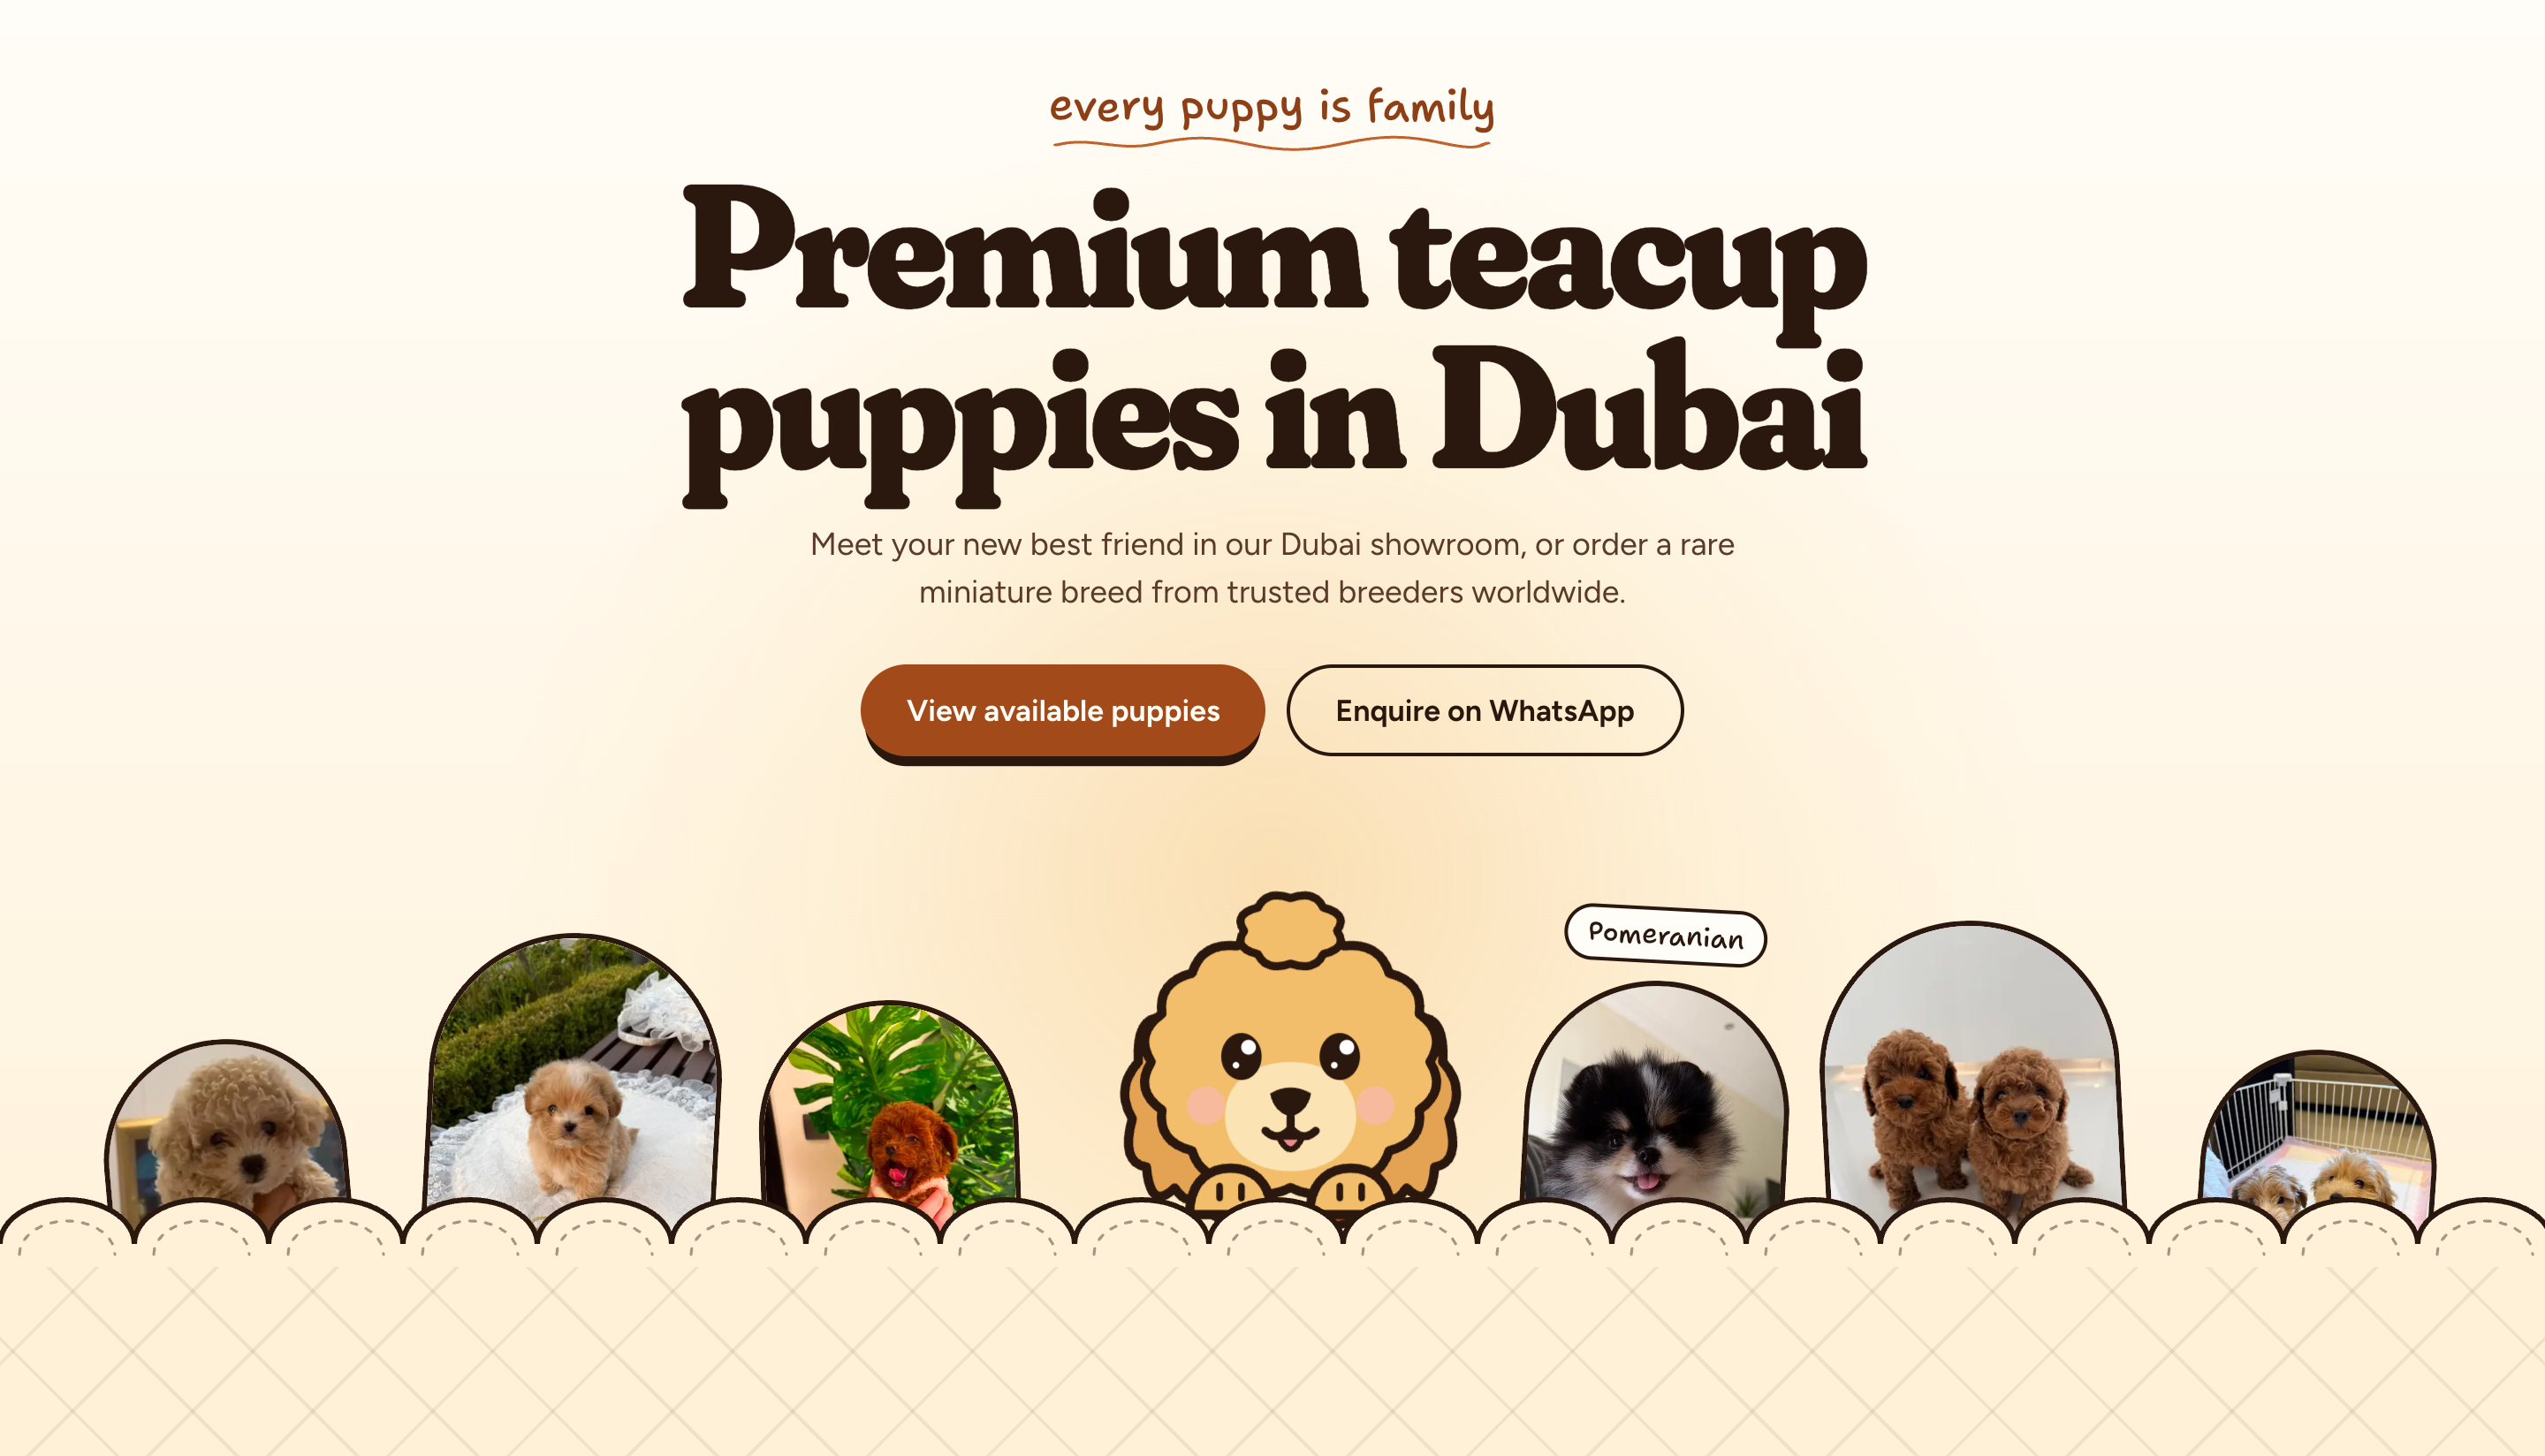 every puppy is family
Premium teacup
puppies in Dubai
Meet your new best friend in our Dubai showroom, or order a rare
miniature breed from trusted breeders worldwide.
View available puppies
Enquire on WhatsApp
Pomeranian